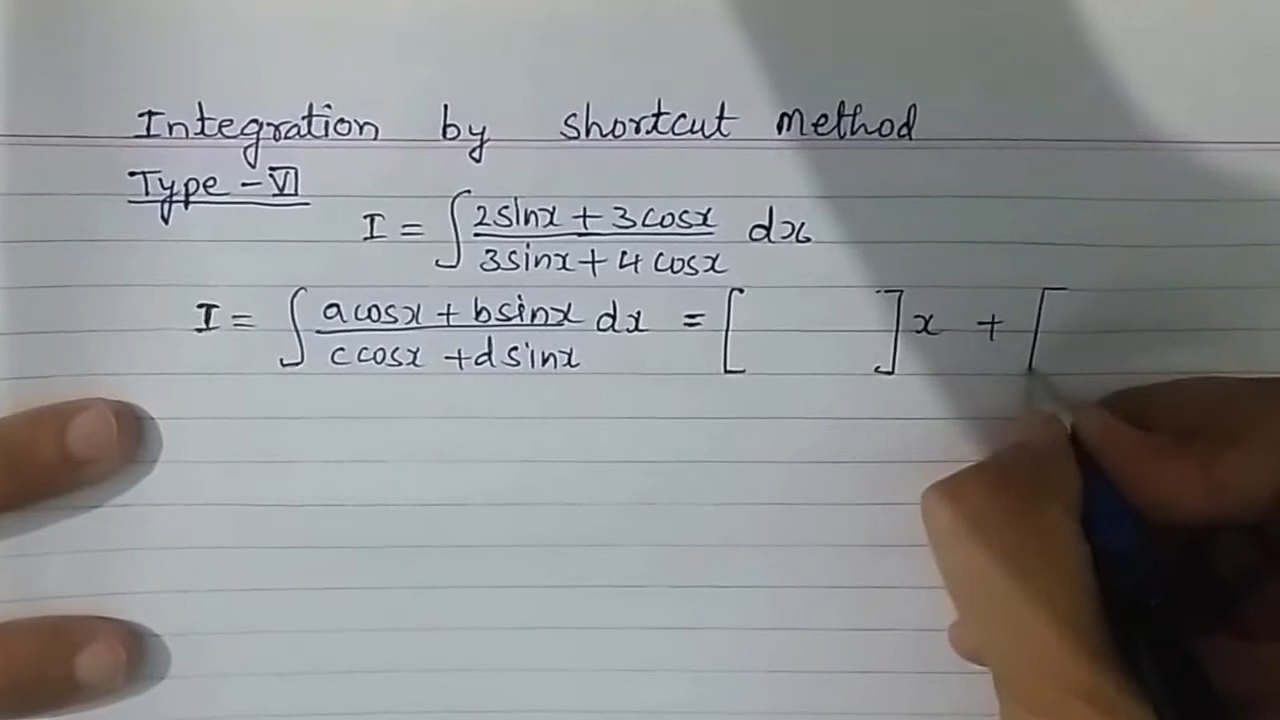 Integration by shortcut method
Type - VI
I = ∫ (2sinx + 3cosx)/(3sinx + 4cosx) dx
I = ∫ (acosx + bsinx)/(ccosx + dsinx) dx = [ ] x + [